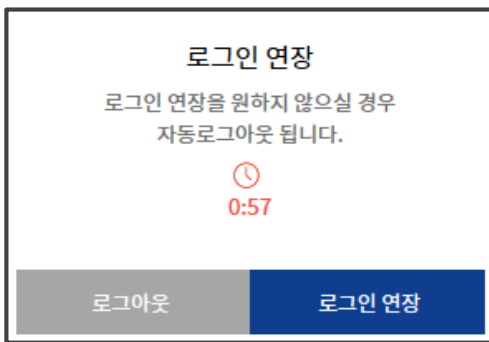 로그인 연장
로그인 연장을 원하지 않으실 경우
자동로그아웃 됩니다.
0:57
로그아웃
로그인 연장